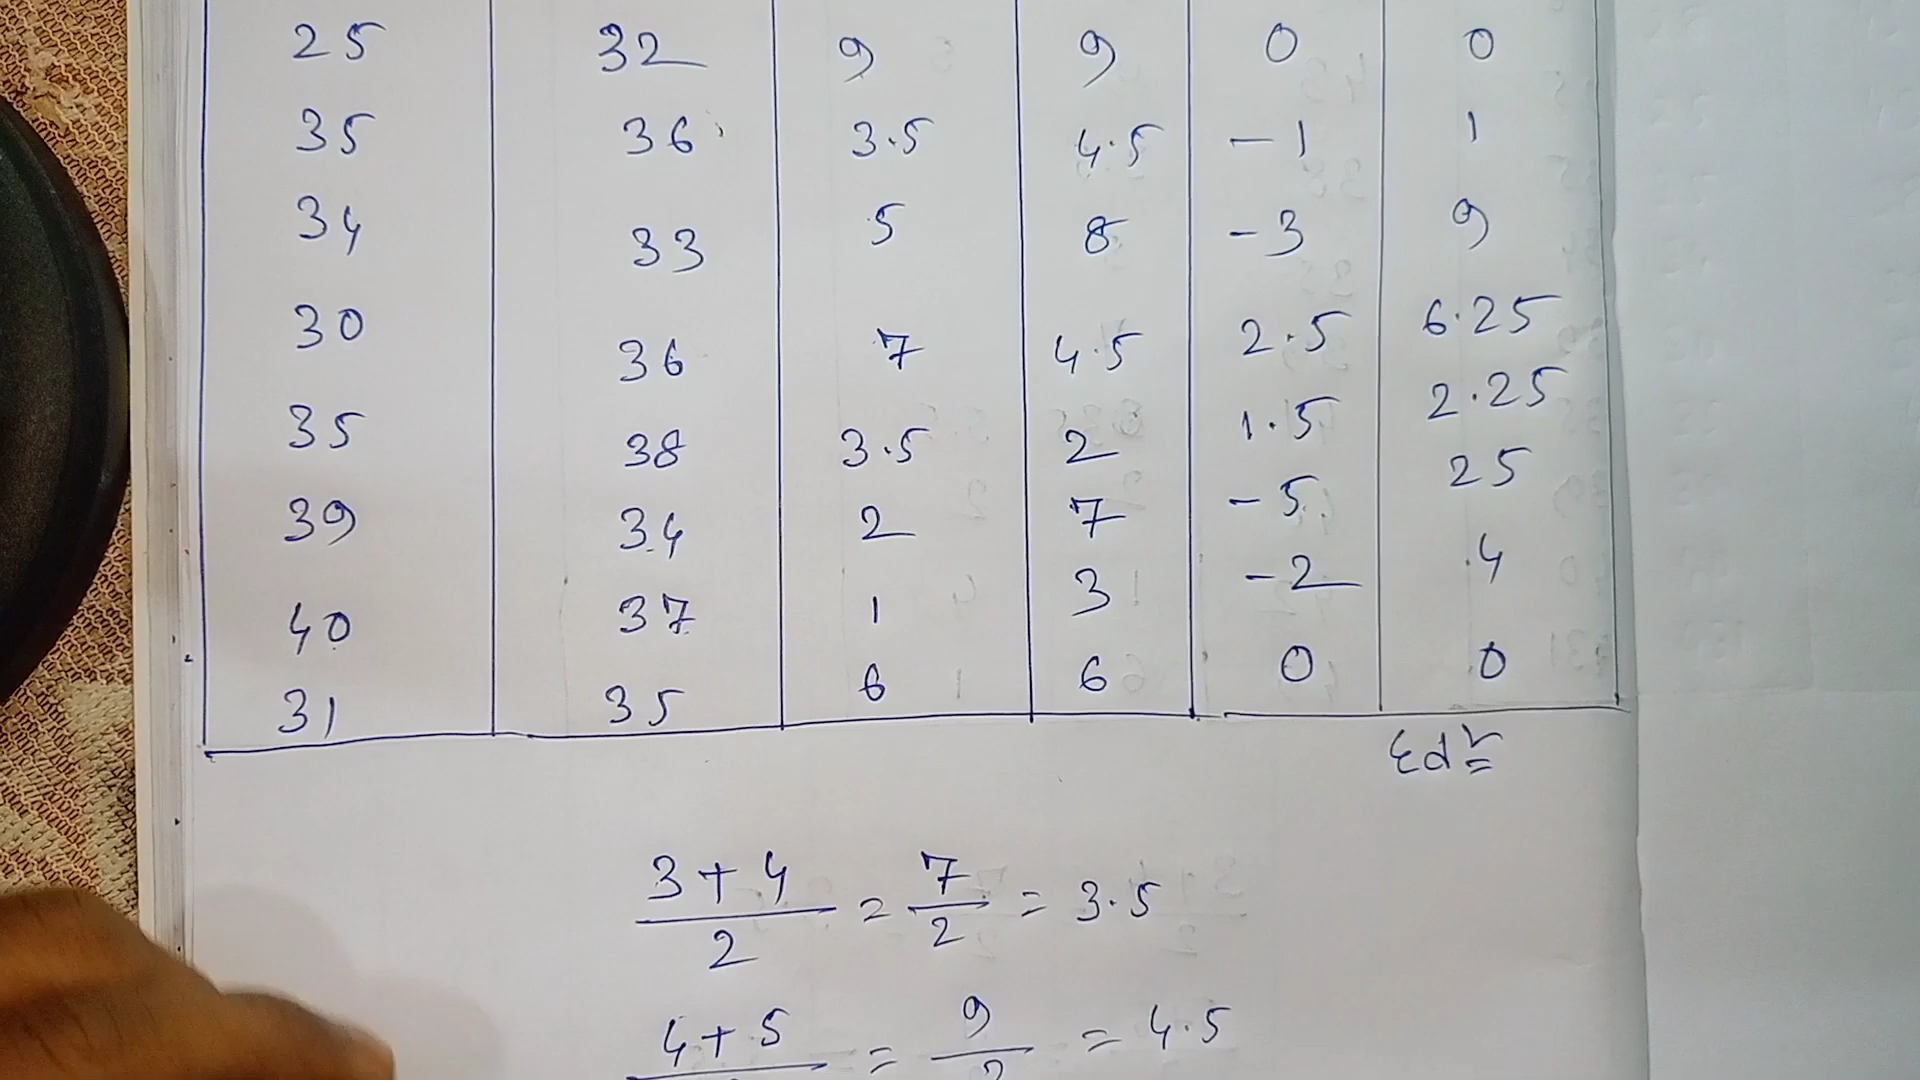 25 32 9 9 0 0
35 36 3.5 4.5 -1 1
34 33 5 8 -3 9
30 36 7 4.5 2.5 6.25
35 38 3.5 2 1.5 2.25
39 34 2 7 -5 25
40 37 1 3 -2 4
31 35 6 6 0 0
Σd²=
3+4/2 = 7/2 = 3.5
4+5/2 = 9/2 = 4.5